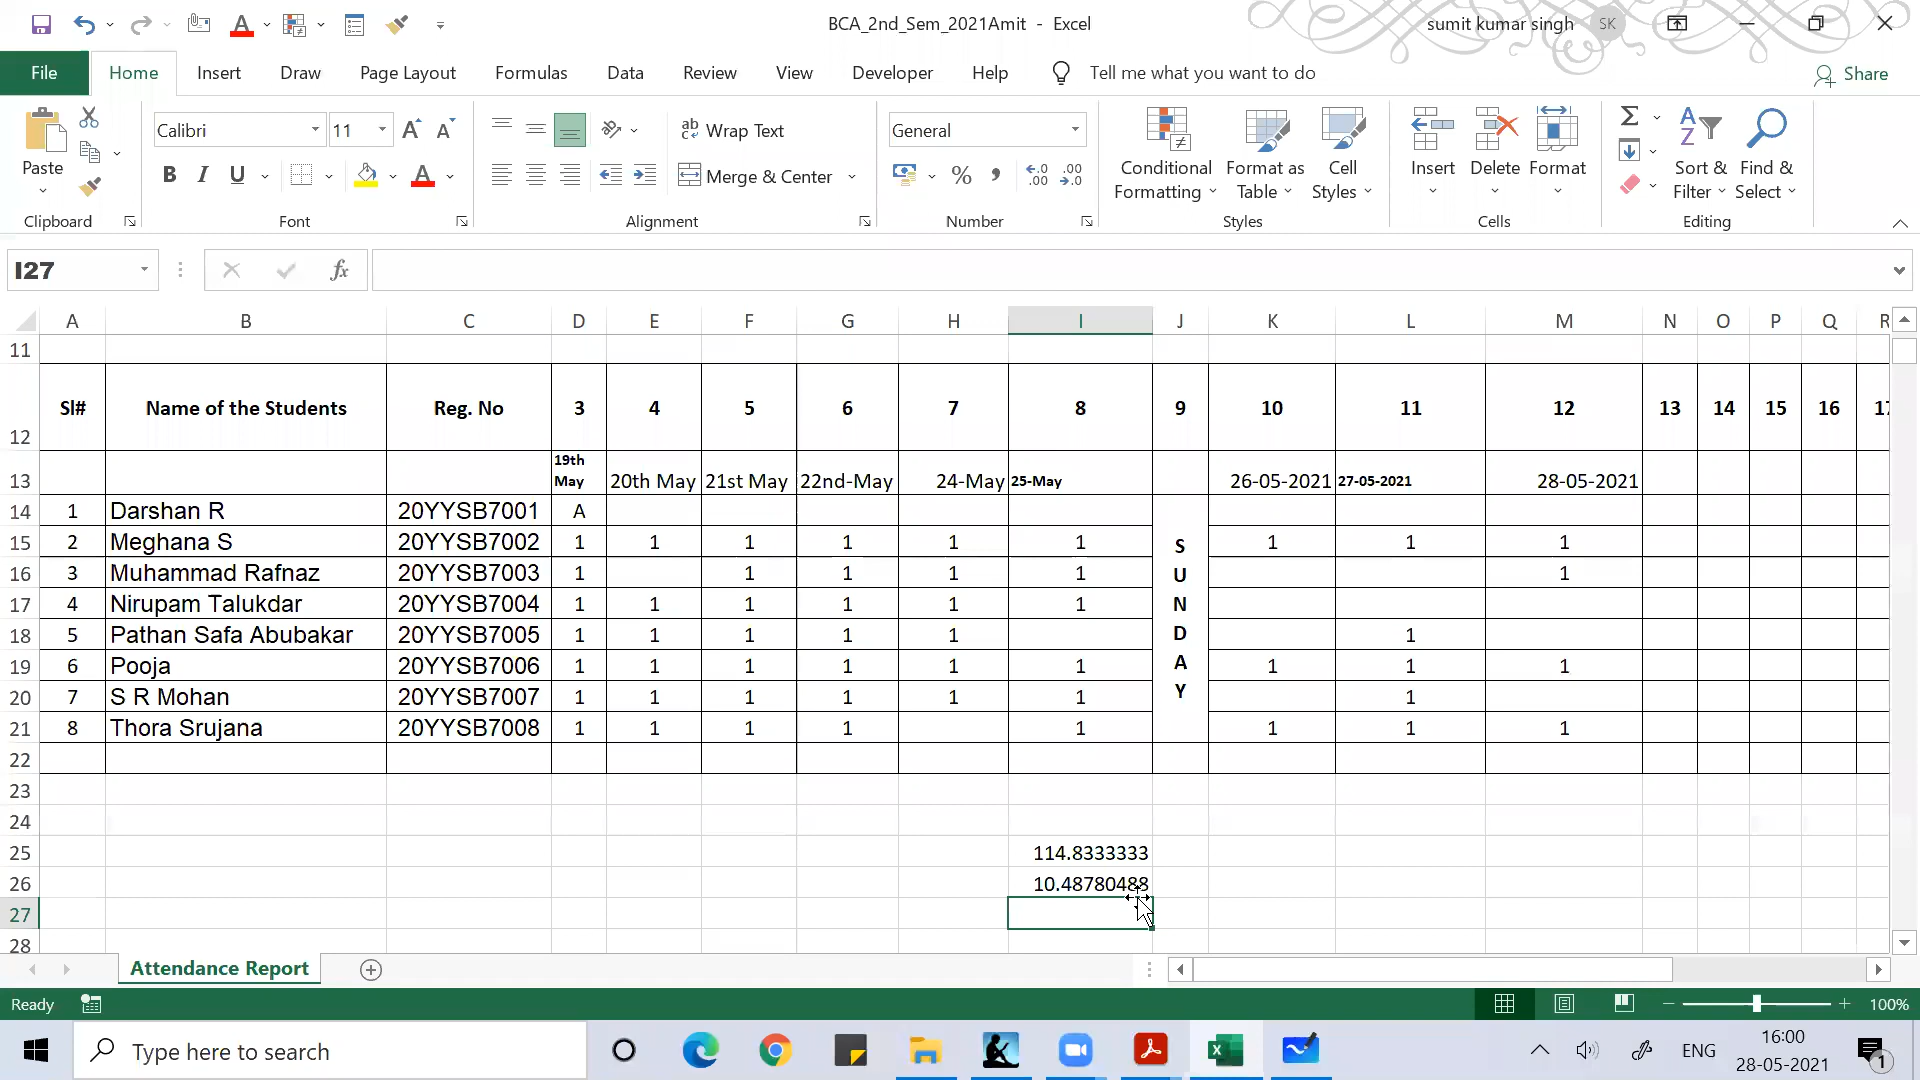 BCA_2nd_Sem_2021Amit - Excel
sumit kumar singh SK
File Home Insert Draw Page Layout Formulas Data Review View Developer Help Tell me what you want to do Share
Calibri 11 Wrap Text General
Paste B I U Merge & Center % Conditional Formatting Format as Table Cell Styles Insert Delete Format Sort & Filter Find & Select
Clipboard Font Alignment Number Styles Cells Editing
I27 fx
A B C D E F G H I J K L M N O P Q R
11
12 Sl# Name of the Students Reg. No 3 4 5 6 7 8 9 10 11 12 13 14 15 16
13 19th May 20th May 21st May 22nd-May 24-May 25-May 26-05-2021 27-05-2021 28-05-2021
14 1 Darshan R 20YYSB7001 A
15 2 Meghana S 20YYSB7002 1 1 1 1 1 1 1 1 1
16 3 Muhammad Rafnaz 20YYSB7003 1 1 1 1 1 1
17 4 Nirupam Talukdar 20YYSB7004 1 1 1 1 1 1
18 5 Pathan Safa Abubakar 20YYSB7005 1 1 1 1 1 1
19 6 Pooja 20YYSB7006 1 1 1 1 1 1 1 1 1
20 7 S R Mohan 20YYSB7007 1 1 1 1 1 1 1
21 8 Thora Srujana 20YYSB7008 1 1 1 1 1 1 1 1
SUNDAY
22
23
24
25 114.8333333
26 10.48780488
27
28
Attendance Report
Ready 100%
Type here to search ENG 16:00
28-05-2021 1